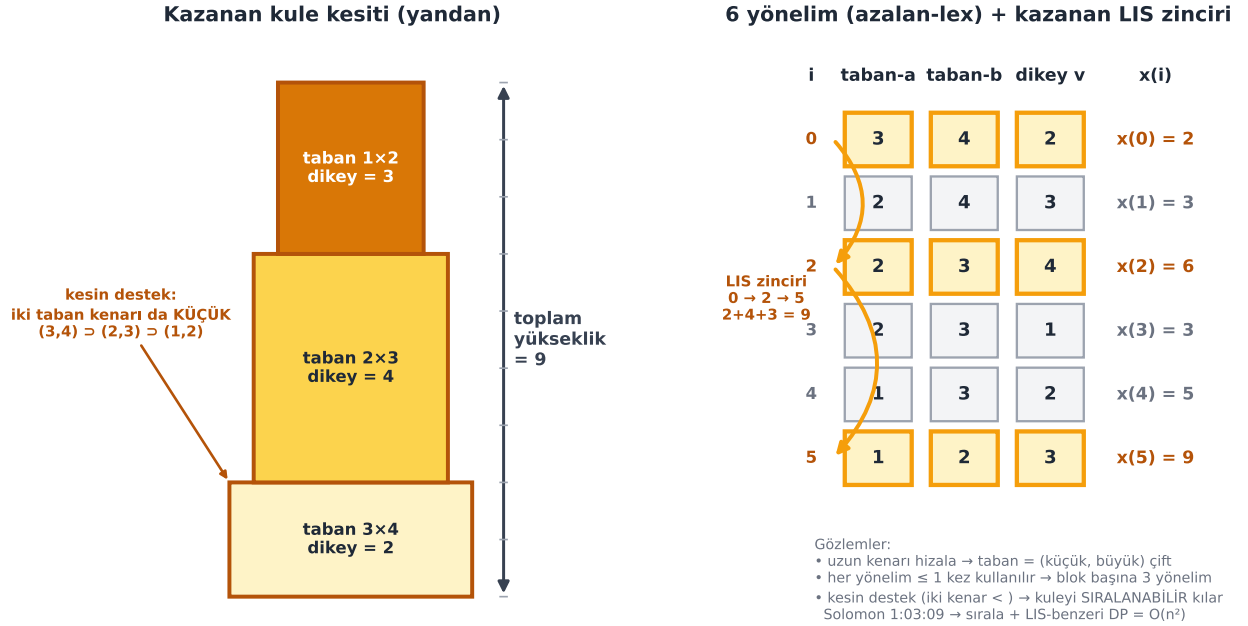 Kazanan kule kesiti (yandan)
taban 1×2
dikey = 3
kesin destek:
iki taban kenarı da KÜÇÜK
(3,4) ⊃ (2,3) ⊃ (1,2)
toplam
yükseklik
= 9
taban 2×3
dikey = 4
taban 3×4
dikey = 2
6 yönelim (azalan-lex) + kazanan LIS zinciri
i taban-a taban-b dikey v x(i)
0 3 4 2 x(0) = 2
1 2 4 3 x(1) = 3
2 2 3 4 x(2) = 6
LIS zinciri
0 → 2 → 5
2+4+3 = 9
3 2 3 1 x(3) = 3
4 1 3 2 x(4) = 5
5 1 2 3 x(5) = 9
Gözlemler:
• uzun kenarı hizala → taban = (küçük, büyük) çift
• her yönelim ≤ 1 kez kullanılır → blok başına 3 yönelim
• kesin destek (iki kenar < ) → kuleyi SIRALANABİLİR kılar
Solomon 1:03:09 → sırala + LIS-benzeri DP = O(n²)